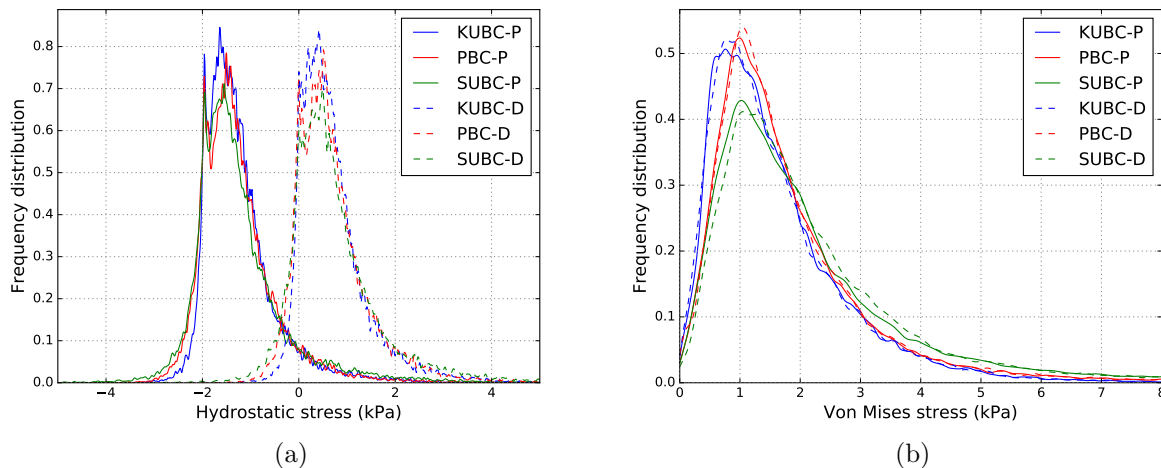 KUBC-P
PBC-P
SUBC-P
KUBC-D
PBC-D
SUBC-D
Frequency distribution
0.8
0.7
0.6
0.5
0.4
0.3
0.2
0.1
0.0
−4
−2
0
2
4
Hydrostatic stress (kPa)
(a)
KUBC-P
PBC-P
SUBC-P
KUBC-D
PBC-D
SUBC-D
Frequency distribution
0.5
0.4
0.3
0.2
0.1
0.0
0
1
2
3
4
5
6
7
8
Von Mises stress (kPa)
(b)